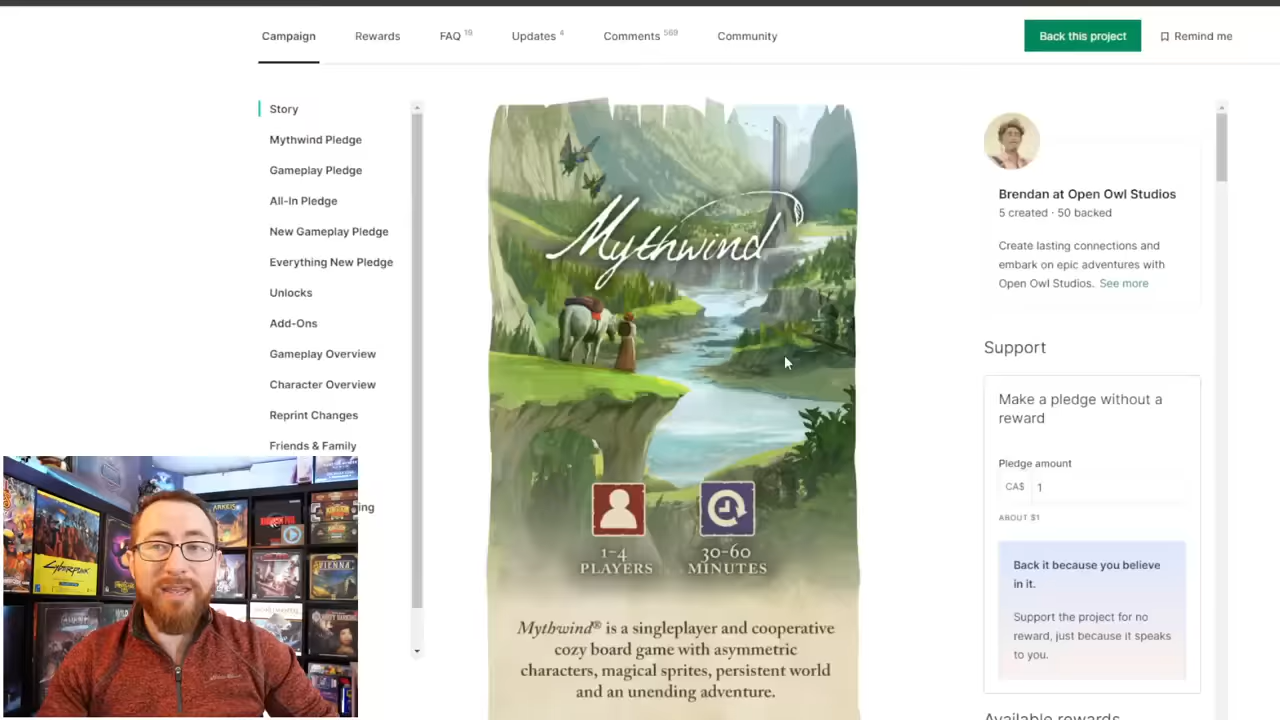 Campaign
Rewards
FAQ 19
Updates 4
Comments 569
Community
Back this project
Remind me
Story
Mythwind Pledge
Gameplay Pledge
All-In Pledge
New Gameplay Pledge
Everything New Pledge
Unlocks
Add-Ons
Gameplay Overview
Character Overview
Reprint Changes
Friends & Family
ing
Mythwind
1-4
PLAYERS
30-60
MINUTES
Mythwind® is a singleplayer and cooperative
cozy board game with asymmetric
characters, magical sprites, persistent world
and an unending adventure.
Brendan at Open Owl Studios
5 created · 50 backed
Create lasting connections and
embark on epic adventures with
Open Owl Studios. See more
Support
Make a pledge without a
reward
Pledge amount
CA$ 1
ABOUT $1
Back it because you believe
in it.
Support the project for no
reward, just because it speaks
to you.
Available rewards
Cyberpunk
VIENNA